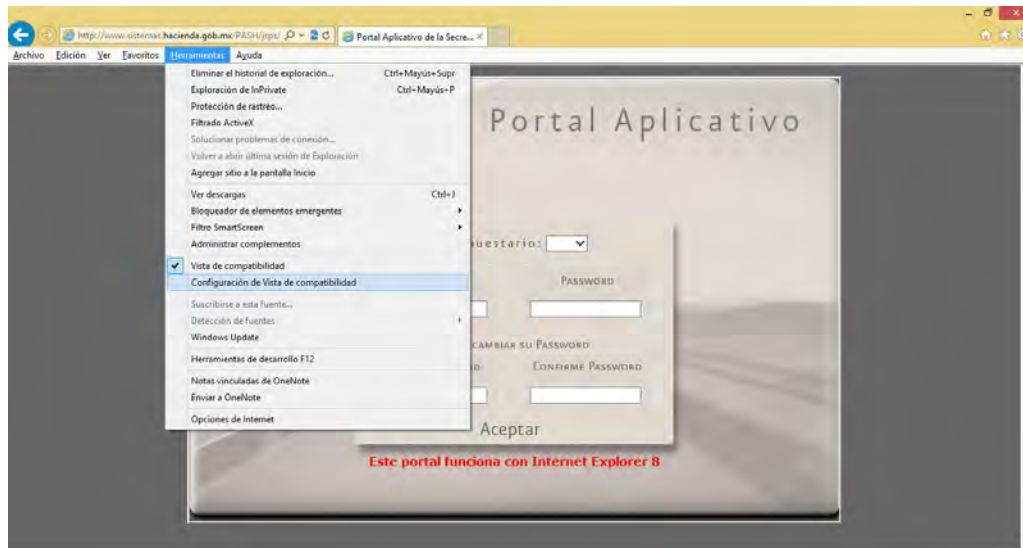 http://www.sistemas.hacienda.gob.mx/PASH/jsps/
Portal Aplicativo de la Secre...
Archivo Edición Ver Favoritos Herramientas Ayuda
Eliminar el historial de exploración... Ctrl+Mayús+Supr
Exploración de InPrivate Ctrl+Mayús+P
Protección de rastreo...
Filtrado ActiveX
Solucionar problemas de conexión...
Volver a abrir última sesión de Exploración
Agregar sitio a la pantalla Inicio
Ver descargas Ctrl+J
Bloqueador de elementos emergentes
Filtro SmartScreen
Administrar complementos
Vista de compatibilidad
Configuración de Vista de compatibilidad
Suscribirse a esta fuente...
Detección de fuentes
Windows Update
Herramientas de desarrollo F12
Notas vinculadas de OneNote
Enviar a OneNote
Opciones de Internet
Portal Aplicativo
uestario:
Password
cambiar su Password
Confirme Password
Aceptar
Este portal funciona con Internet Explorer 8